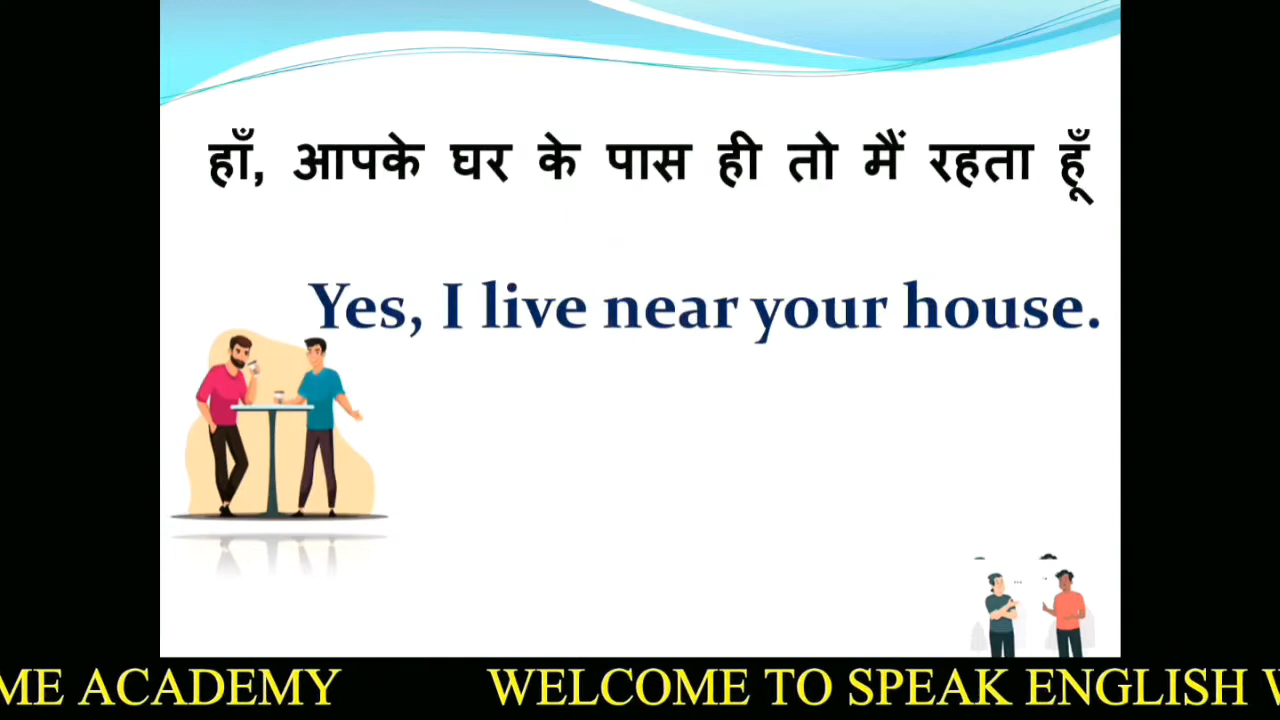 हाँ, आपके घर के पास ही तो मैं रहता हूँ
Yes, I live near your house.
ME ACADEMY WELCOME TO SPEAK ENGLISH